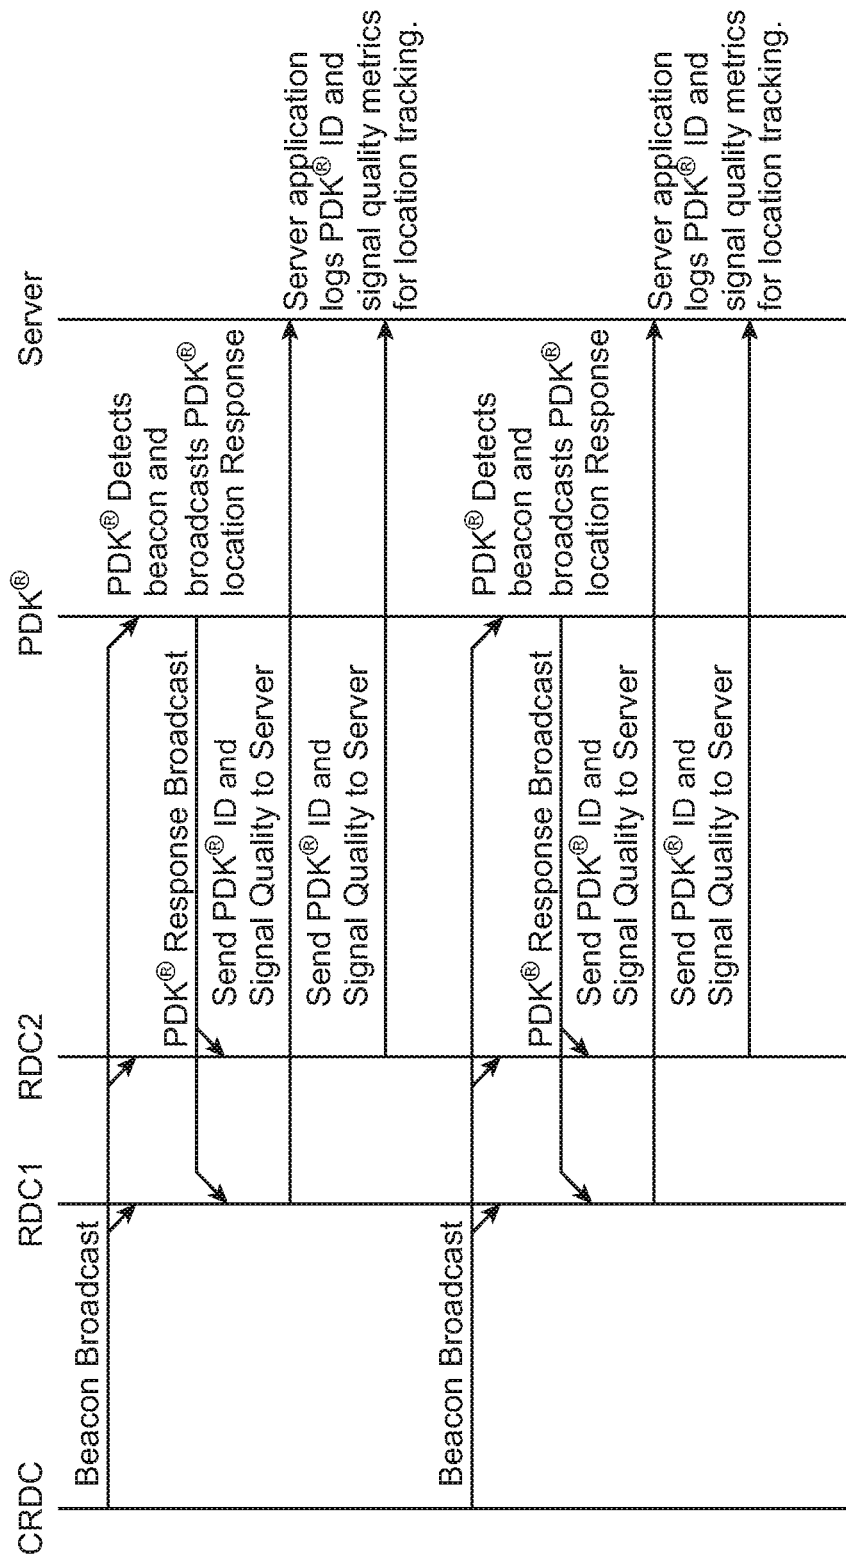 CRDC
RDC1
RDC2
PDK®
Server
Beacon Broadcast
PDK® Detects
beacon and
broadcasts PDK®
location Response
PDK® Response Broadcast
Send PDK® ID and
Signal Quality to Server
Server application
logs PDK® ID and
signal quality metrics
for location tracking.
Send PDK® ID and
Signal Quality to Server
Beacon Broadcast
PDK® Detects
beacon and
broadcasts PDK®
location Response
PDK® Response Broadcast
Send PDK® ID and
Signal Quality to Server
Server application
logs PDK® ID and
signal quality metrics
for location tracking.
Send PDK® ID and
Signal Quality to Server